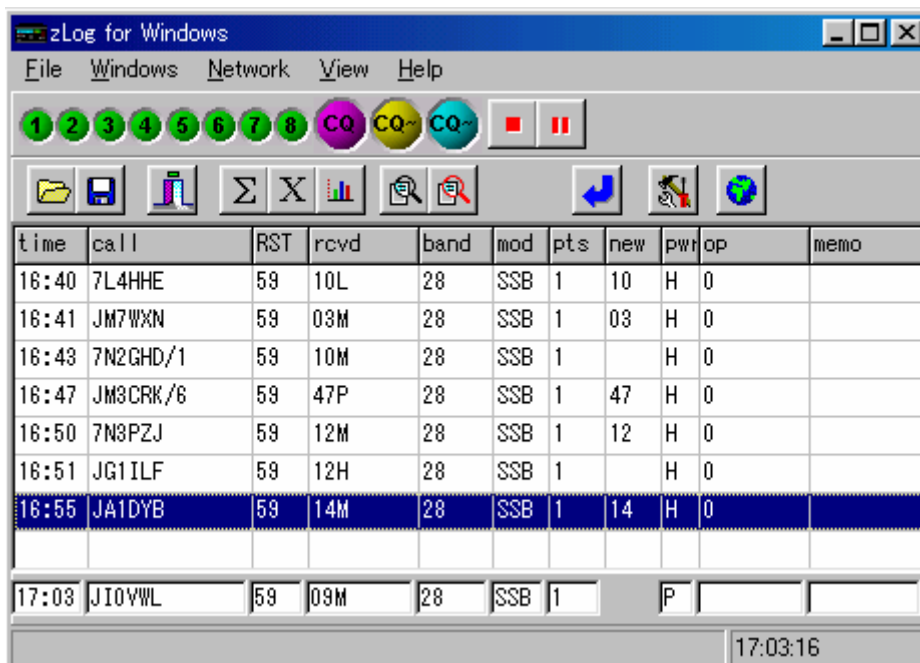 zLog for Windows
File Windows Network View Help
1 2 3 4 5 6 7 8 CQ CQ~ CQ~
Σ X
time call RST rcvd band mod pts new pwr op memo
16:40 7L4HHE 59 10L 28 SSB 1 10 H 0
16:41 JM7WXN 59 03M 28 SSB 1 03 H 0
16:43 7N2GHD/1 59 10M 28 SSB 1 H 0
16:47 JM3CRK/6 59 47P 28 SSB 1 47 H 0
16:50 7N3PZJ 59 12M 28 SSB 1 12 H 0
16:51 JG1ILF 59 12H 28 SSB 1 H 0
16:55 JA1DYB 59 14M 28 SSB 1 14 H 0
17:03 JI0VWL 59 09M 28 SSB 1 P
17:03:16